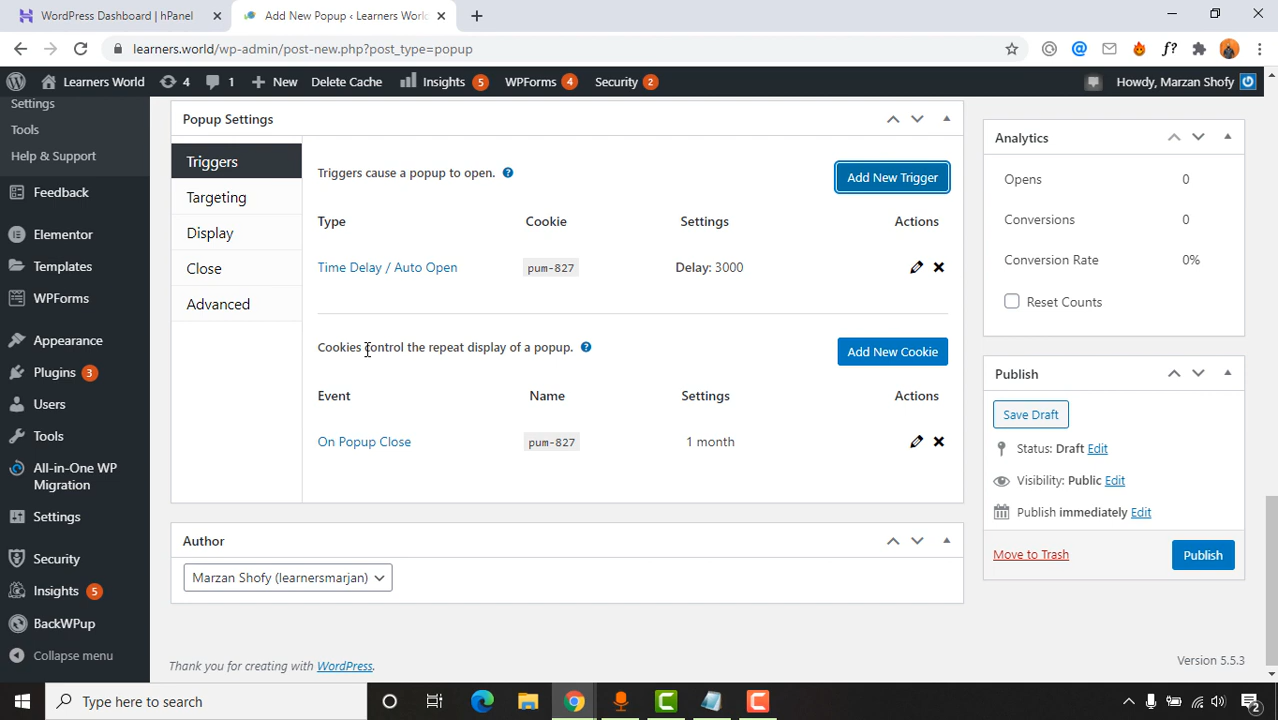 WordPress Dashboard | hPanel
Add New Popup ‹ Learners Worl
learners.world/wp-admin/post-new.php?post_type=popup
f?
Learners World 4 1 New Delete Cache Insights 5 WPForms 4 Security 2 Howdy, Marzan Shofy
Settings
Tools
Help & Support
Feedback
Elementor
Templates
WPForms
Appearance
Plugins 3
Users
Tools
All-in-One WP
Migration
Settings
Security
Insights 5
BackWPup
Collapse menu
Popup Settings
Triggers
Targeting
Display
Close
Advanced
Triggers cause a popup to open. ?
Add New Trigger
Type Cookie Settings Actions
Time Delay / Auto Open pum-827 Delay: 3000
Cookies control the repeat display of a popup. ?
Add New Cookie
Event Name Settings Actions
On Popup Close pum-827 1 month
Author
Marzan Shofy (learnersmarjan)
Thank you for creating with WordPress.
Version 5.5.3
Analytics
Opens 0
Conversions 0
Conversion Rate 0%
Reset Counts
Publish
Save Draft
Status: Draft Edit
Visibility: Public Edit
Publish immediately Edit
Move to Trash
Publish
Type here to search
2